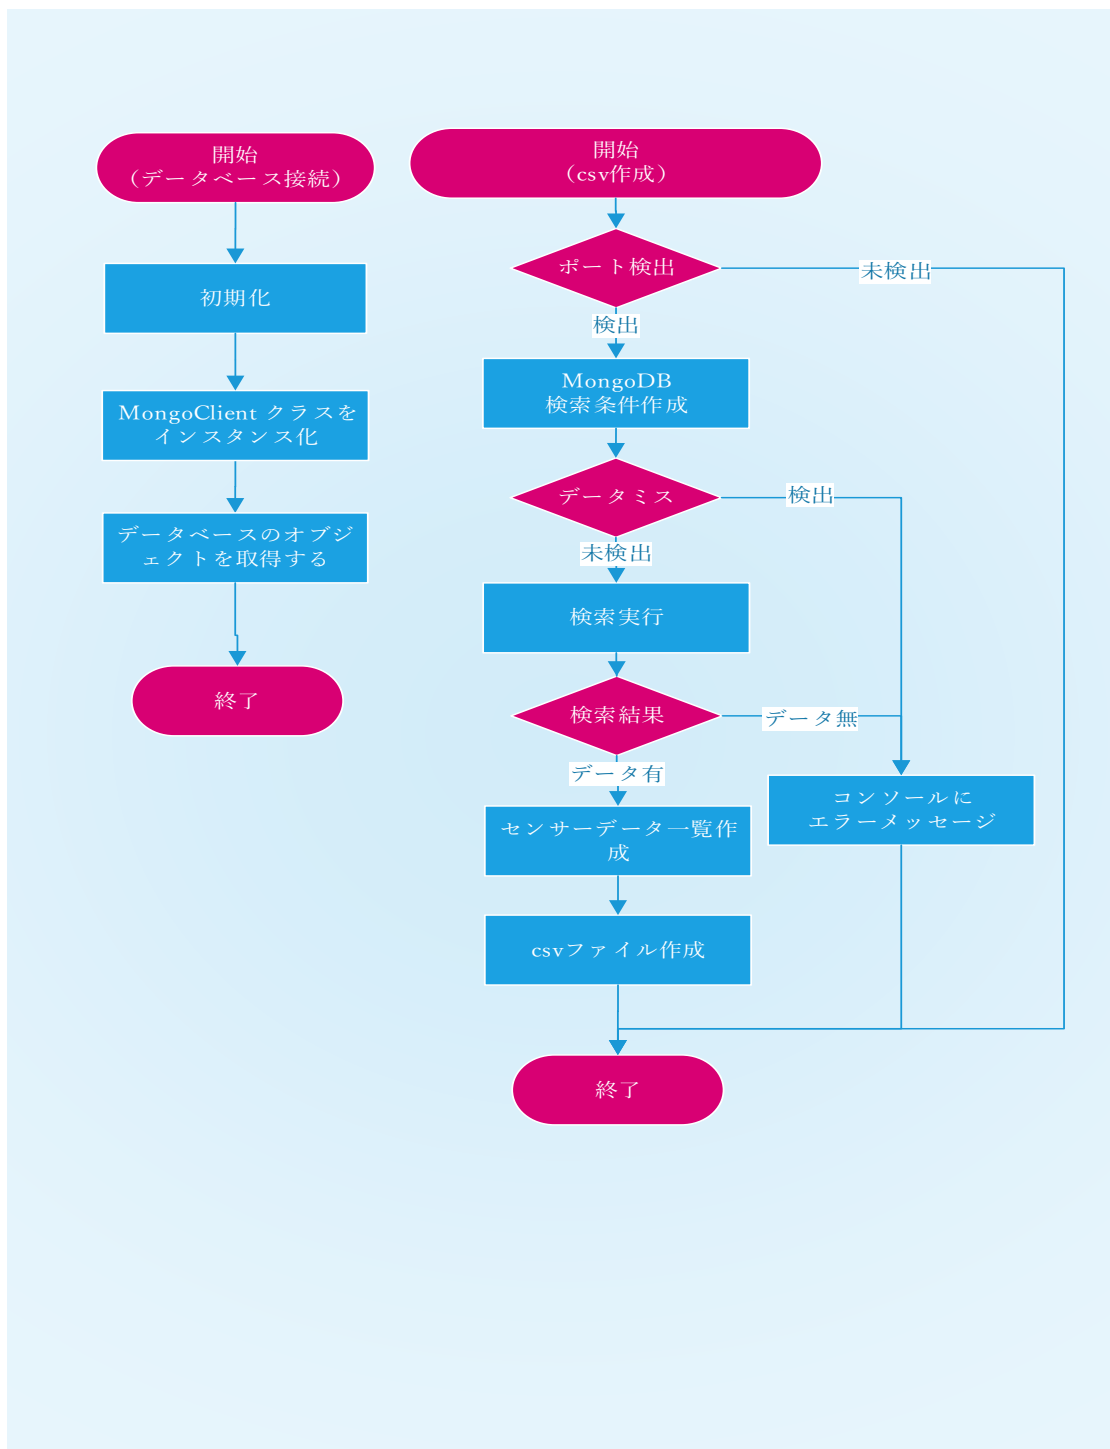 開始
（データベース接続）
初期化
MongoClient クラスを
インスタンス化
データベースのオブジ
ェクトを取得する
終了
開始
（csv作成）
ポート検出
未検出
検出
MongoDB
検索条件作成
データミス
検出
未検出
検索実行
検索結果
データ無
データ有
コンソールに
エラーメッセージ
センサーデータ一覧作
成
csvファイル作成
終了